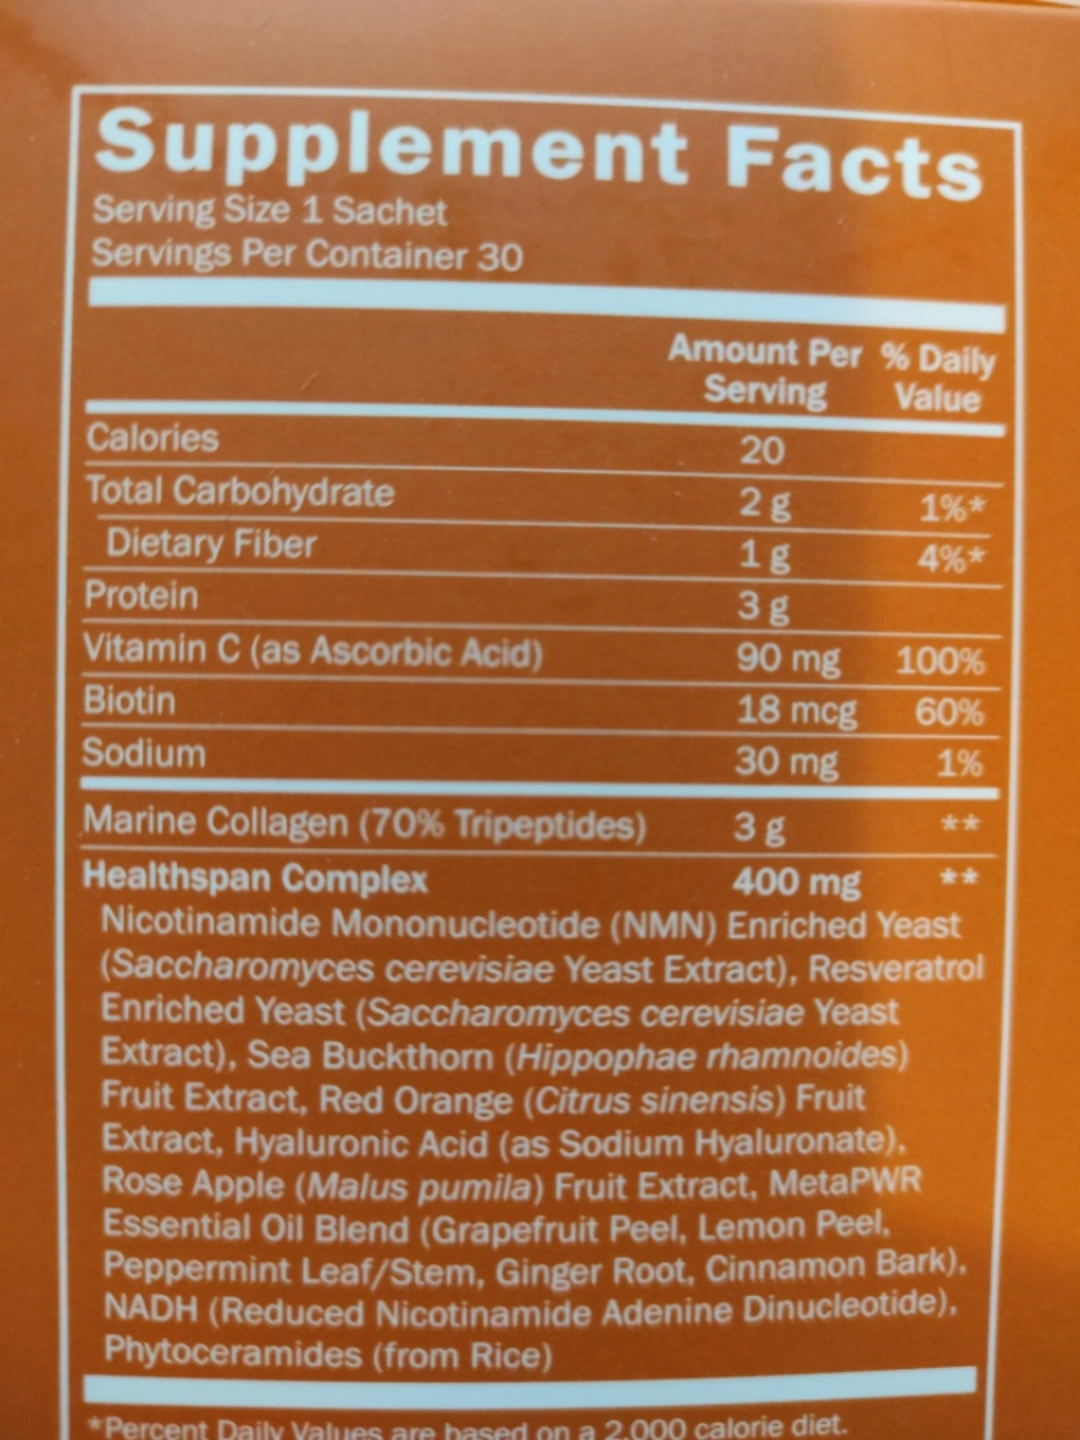 Supplement Facts
Serving Size 1 Sachet
Servings Per Container 30
Amount Per Serving % Daily Value
Calories 20
Total Carbohydrate 2 g 1%*
Dietary Fiber 1 g 4%*
Protein 3 g
Vitamin C (as Ascorbic Acid) 90 mg 100%
Biotin 18 mcg 60%
Sodium 30 mg 1%
Marine Collagen (70% Tripeptides) 3 g **
Healthspan Complex 400 mg **
Nicotinamide Mononucleotide (NMN) Enriched Yeast
(Saccharomyces cerevisiae Yeast Extract), Resveratrol
Enriched Yeast (Saccharomyces cerevisiae Yeast
Extract), Sea Buckthorn (Hippophae rhamnoides)
Fruit Extract, Red Orange (Citrus sinensis) Fruit
Extract, Hyaluronic Acid (as Sodium Hyaluronate),
Rose Apple (Malus pumila) Fruit Extract, MetaPWR
Essential Oil Blend (Grapefruit Peel, Lemon Peel,
Peppermint Leaf/Stem, Ginger Root, Cinnamon Bark),
NADH (Reduced Nicotinamide Adenine Dinucleotide),
Phytoceramides (from Rice)
*Percent Daily Values are based on a 2,000 calorie diet.